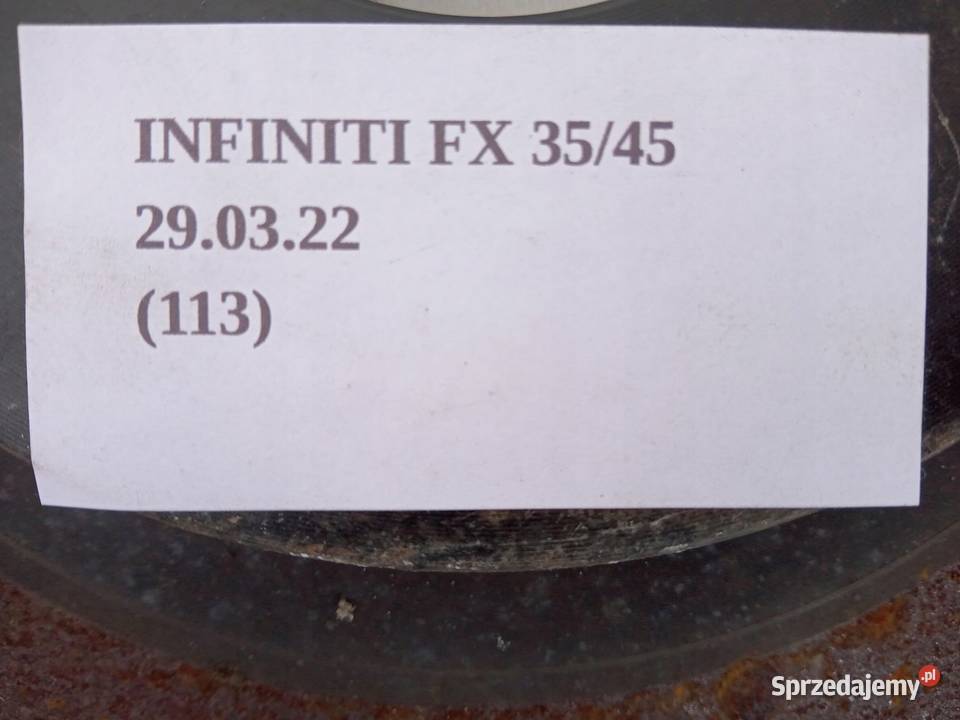 INFINITI FX 35/45
29.03.22
(113)
Sprzedajemy.pl